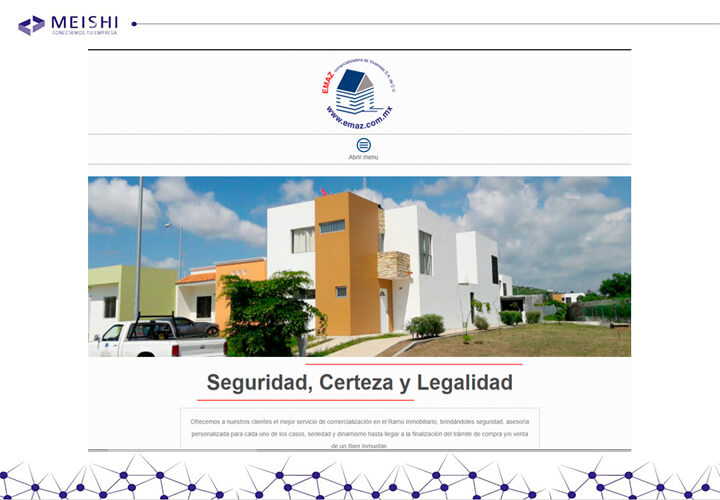 MEISHI
CONECTEMOS TU EMPRESA
EMAZ Comercializadora de Viviendas S.A. de C.V.
www.emaz.com.mx
Abrir menu
Seguridad, Certeza y Legalidad
Ofrecemos a nuestros clientes el mejor servicio de comercialización en el Ramo Inmobiliario, brindándoles seguridad, asesoría
personalizada para cada uno de los casos, seriedad y dinamismo hasta llegar a la finalización del trámite de compra y/o venta
de un Bien Inmueble.